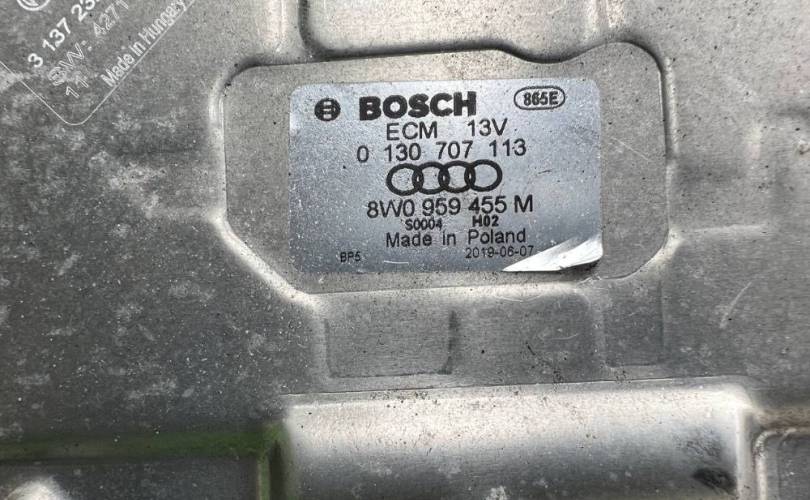 3 137 23
SW: 4271
11
Made in Hungary
BOSCH 865E
ECM 13V
0 130 707 113
8W0 959 455 M
S0004 H02
Made in Poland
BP5 2019-06-07